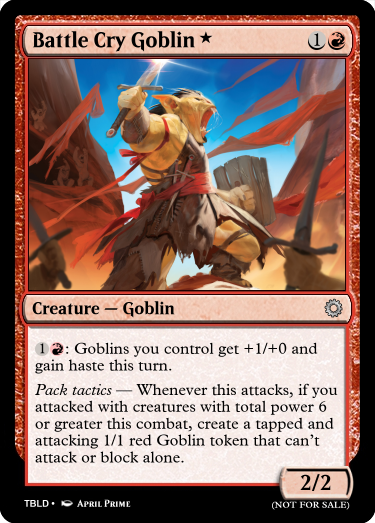 Battle Cry Goblin ★ 1
Creature — Goblin
1: Goblins you control get +1/+0 and
gain haste this turn.
Pack tactics — Whenever this attacks, if you
attacked with creatures with total power 6
or greater this combat, create a tapped and
attacking 1/1 red Goblin token that can't
attack or block alone.
2/2
TBLD • April Prime (NOT FOR SALE)